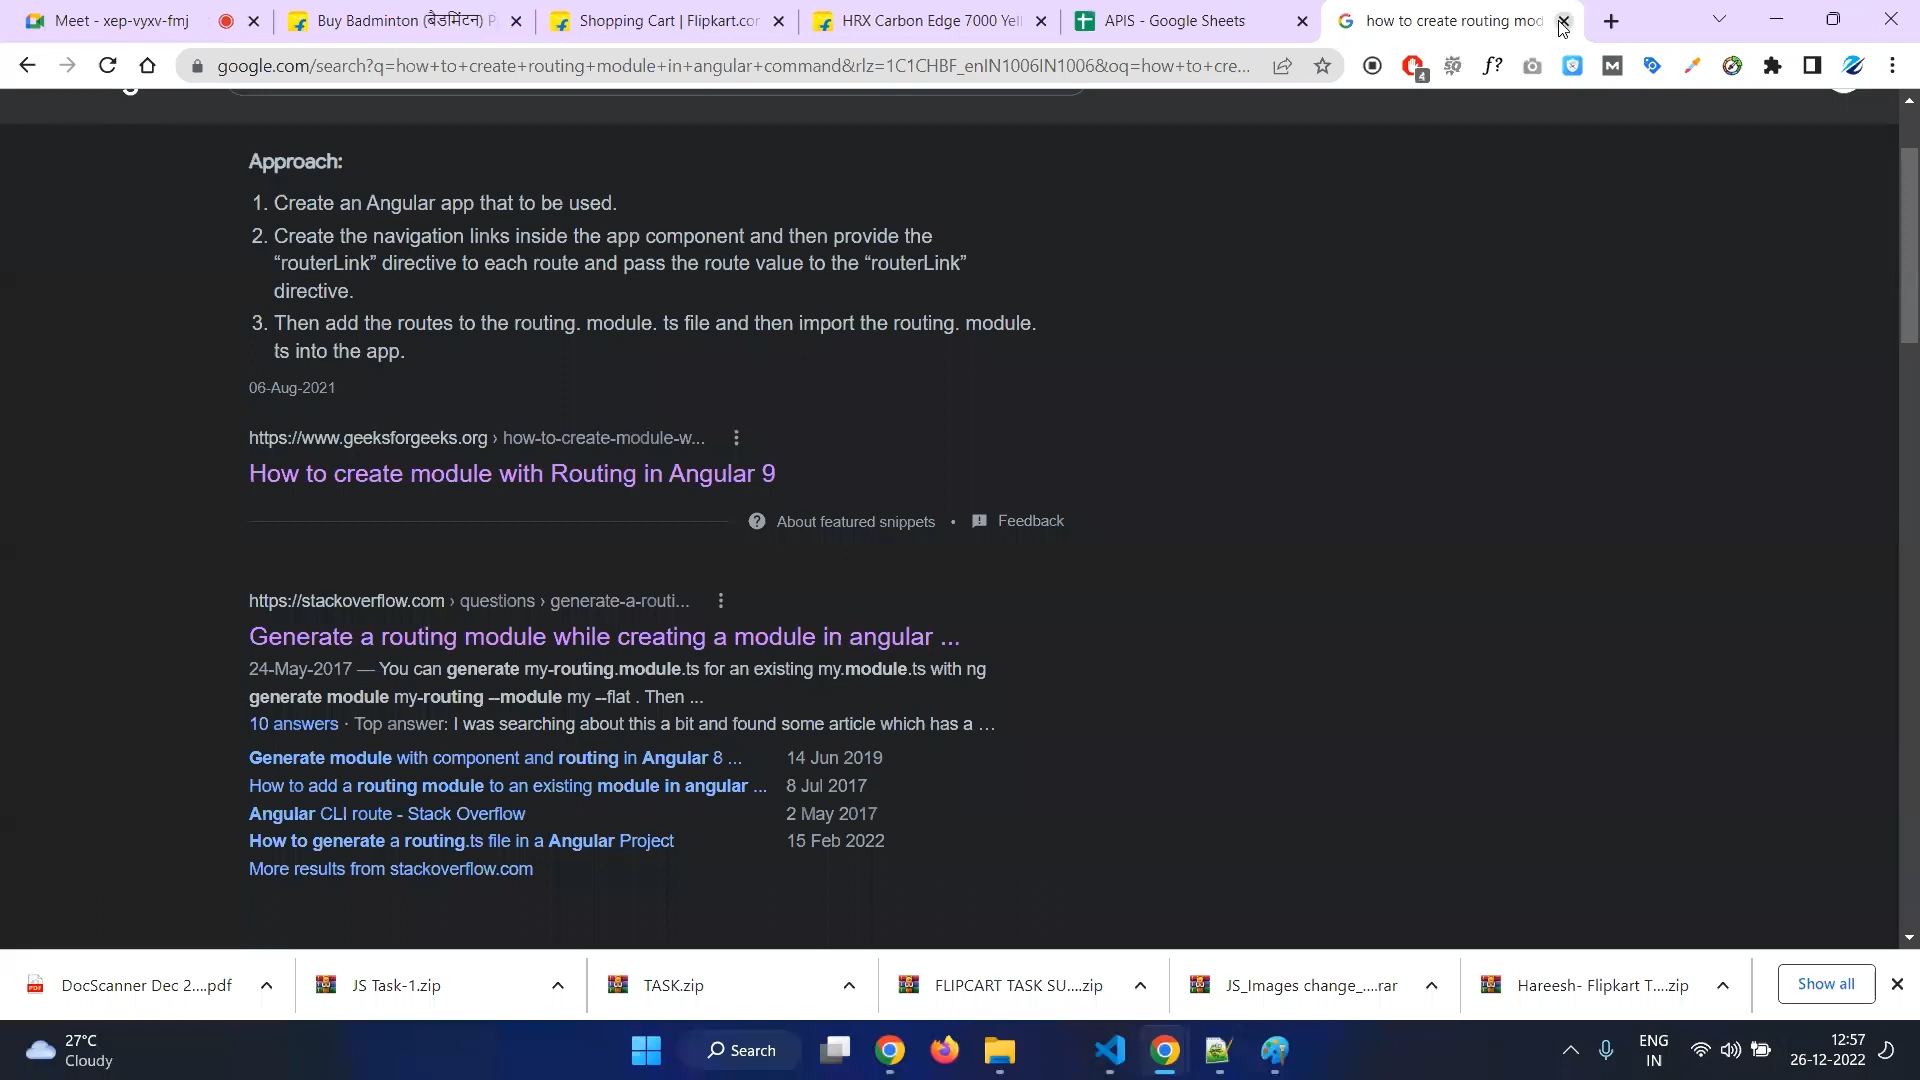 Meet - xep-vyxv-fmj
Buy Badminton (बैडमिंटन) P
Shopping Cart | Flipkart.cor
HRX Carbon Edge 7000 Yell
APIS - Google Sheets
how to create routing mod
google.com/search?q=how+to+create+routing+module+in+angular+command&rlz=1C1CHBF_enIN1006IN1006&oq=how+to+cre...
4
f?
M
Approach:
1. Create an Angular app that to be used.
2. Create the navigation links inside the app component and then provide the
“routerLink” directive to each route and pass the route value to the “routerLink”
directive.
3. Then add the routes to the routing. module. ts file and then import the routing. module.
ts into the app.
06-Aug-2021
https://www.geeksforgeeks.org › how-to-create-module-w...
How to create module with Routing in Angular 9
About featured snippets • Feedback
https://stackoverflow.com › questions › generate-a-routi...
Generate a routing module while creating a module in angular ...
24-May-2017 — You can generate my-routing.module.ts for an existing my.module.ts with ng
generate module my-routing --module my --flat . Then ...
10 answers · Top answer: I was searching about this a bit and found some article which has a ...
Generate module with component and routing in Angular 8 ... 14 Jun 2019
How to add a routing module to an existing module in angular ... 8 Jul 2017
Angular CLI route - Stack Overflow 2 May 2017
How to generate a routing.ts file in a Angular Project 15 Feb 2022
More results from stackoverflow.com
DocScanner Dec 2....pdf
JS Task-1.zip
TASK.zip
FLIPCART TASK SU....zip
JS_Images change_....rar
Hareesh- Flipkart T....zip
Show all
27°C
Cloudy
Search
ENG
IN
12:57
26-12-2022